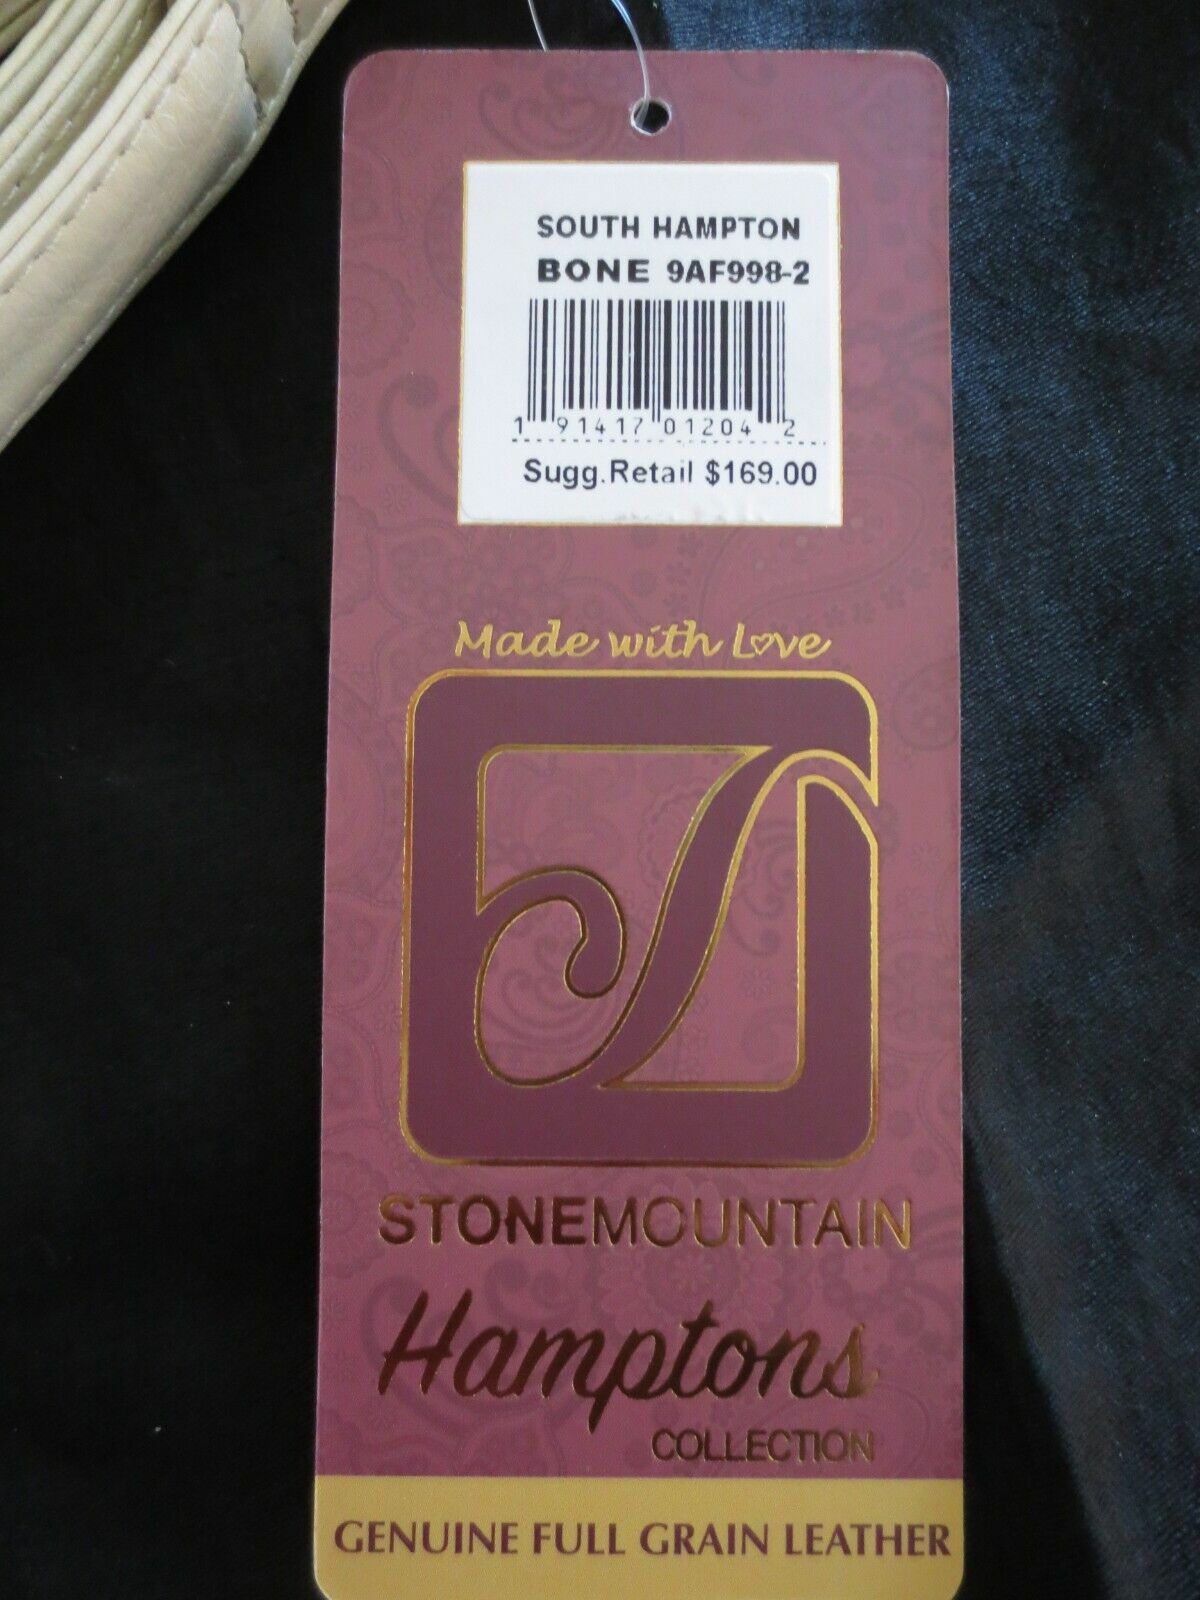 SOUTH HAMPTON
BONE 9AF998-2
1 91417 01204 2
Sugg.Retail $169.00
Made with Love
STONEMOUNTAIN
Hamptons
COLLECTION
GENUINE FULL GRAIN LEATHER